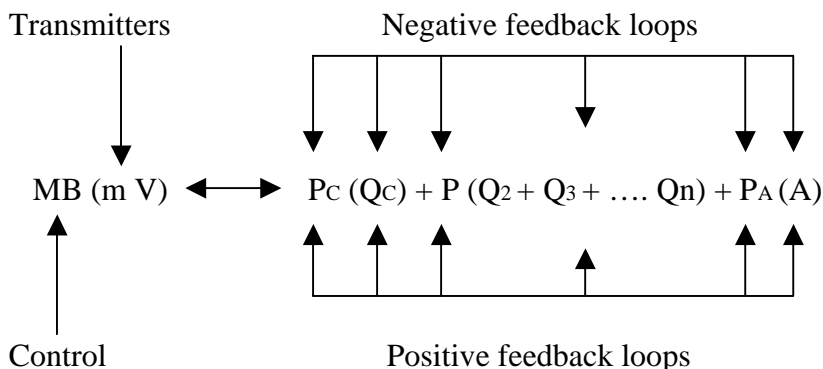 Transmitters Negative feedback loops
MB (m V) PC (QC) + P (Q2 + Q3 + …. Qn) + PA (A)
Control Positive feedback loops